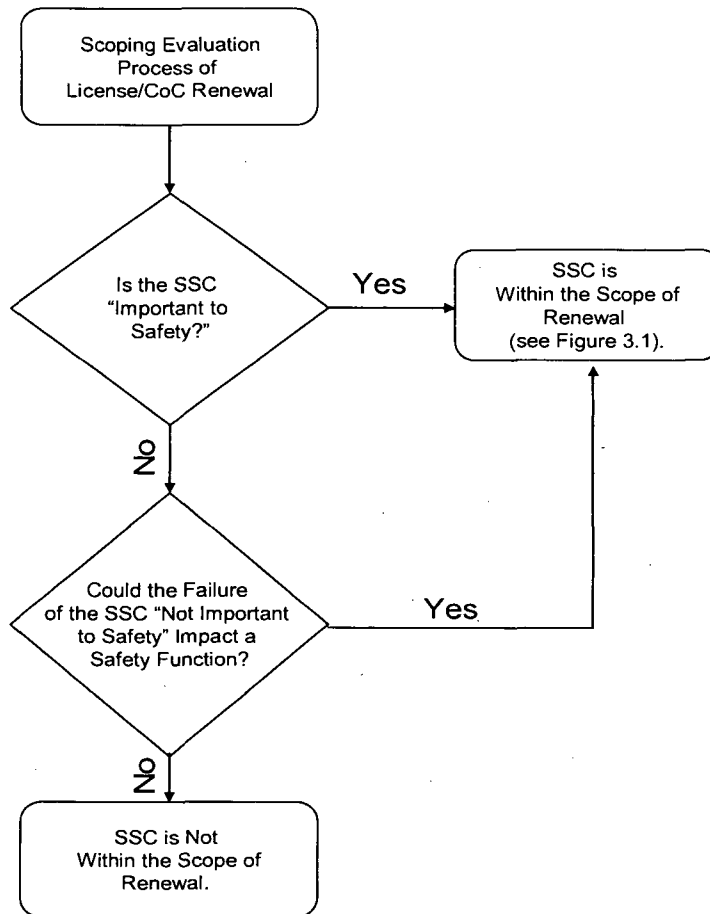 Scoping Evaluation
Process of
License/CoC Renewal
Is the SSC
“Important to
Safety?”
Yes
SSC is
Within the Scope of
Renewal
(see Figure 3.1).
No
Could the Failure
of the SSC “Not Important
to Safety” Impact a
Safety Function?
Yes
No
SSC is Not
Within the Scope of
Renewal.